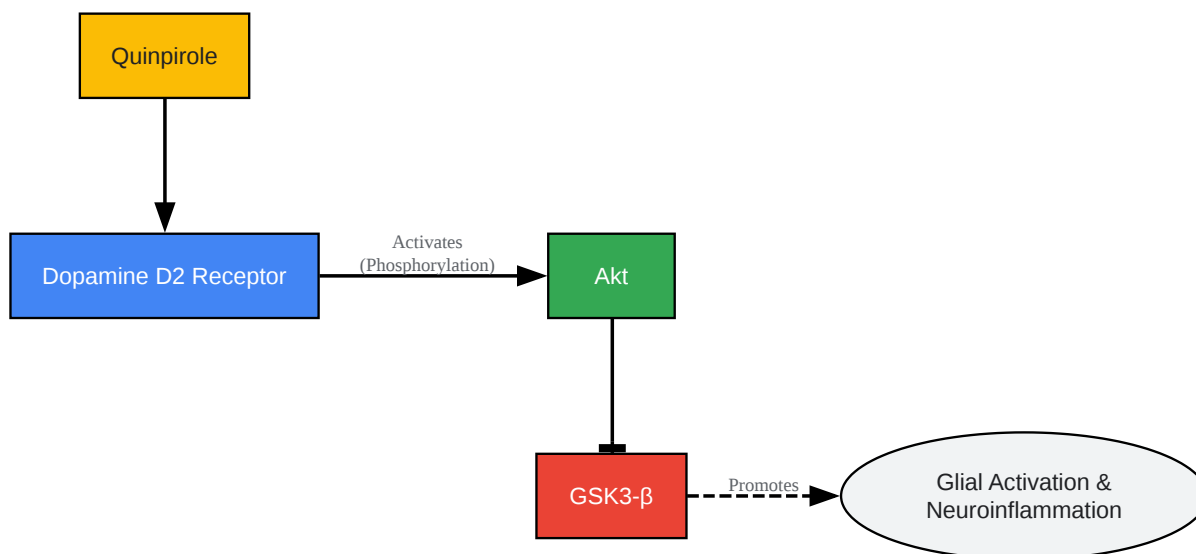 Quinpirole
Activates
(Phosphorylation)
Dopamine D2 Receptor
Akt
GSK3-β
Promotes
Glial Activation &
Neuroinflammation